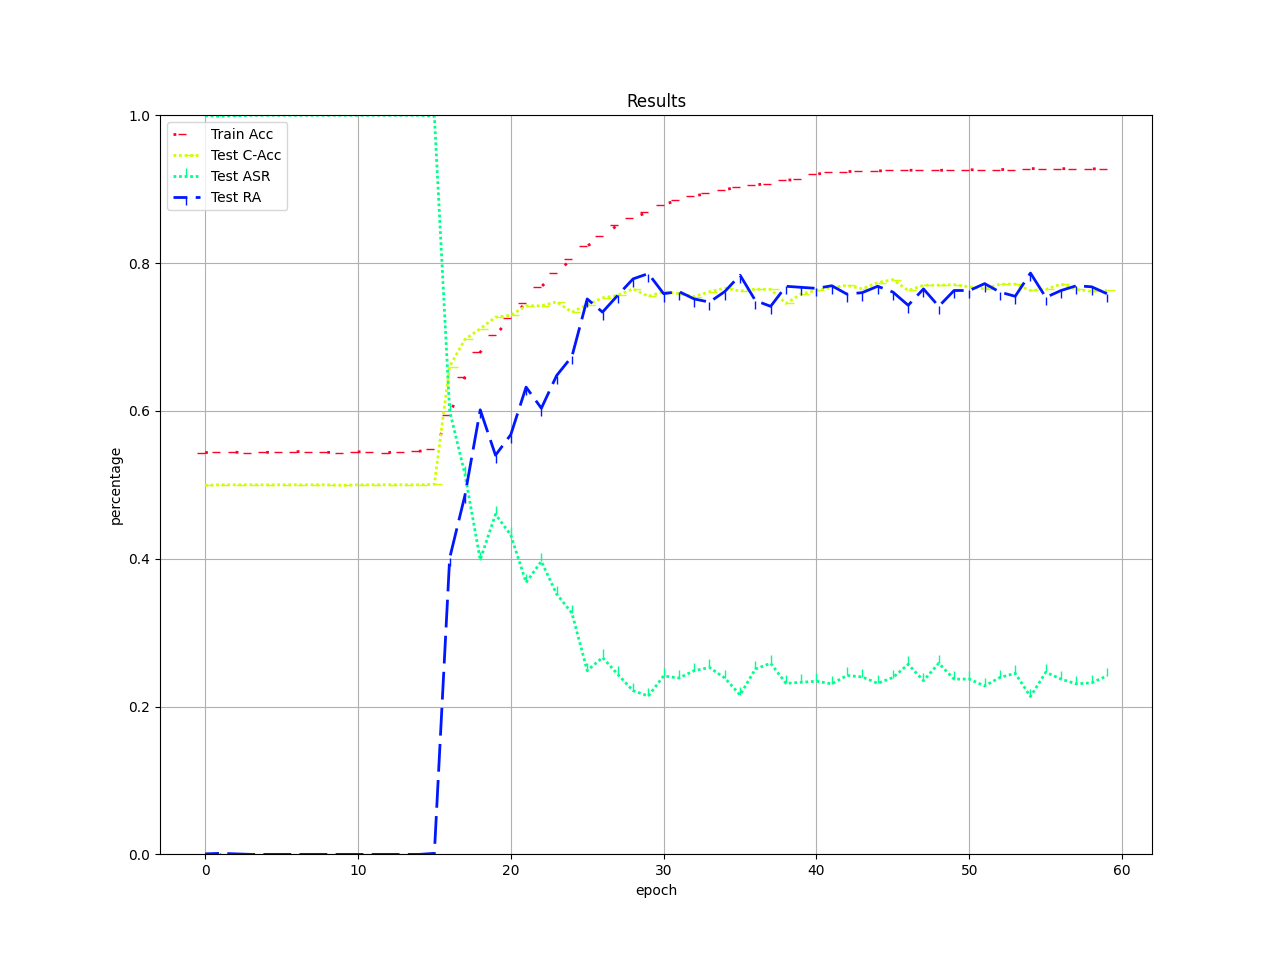 Results
1.0
0.8
0.6
0.4
0.2
0.0
percentage
Train Acc
Test C-Acc
Test ASR
Test RA
0 10 20 30 40 50 60
epoch